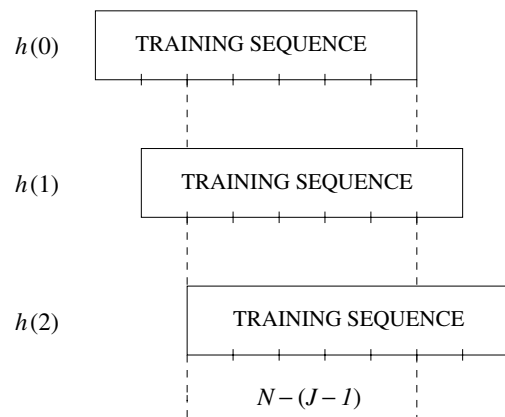 h(0) TRAINING SEQUENCE
h(1) TRAINING SEQUENCE
h(2) TRAINING SEQUENCE
N−(J−1)